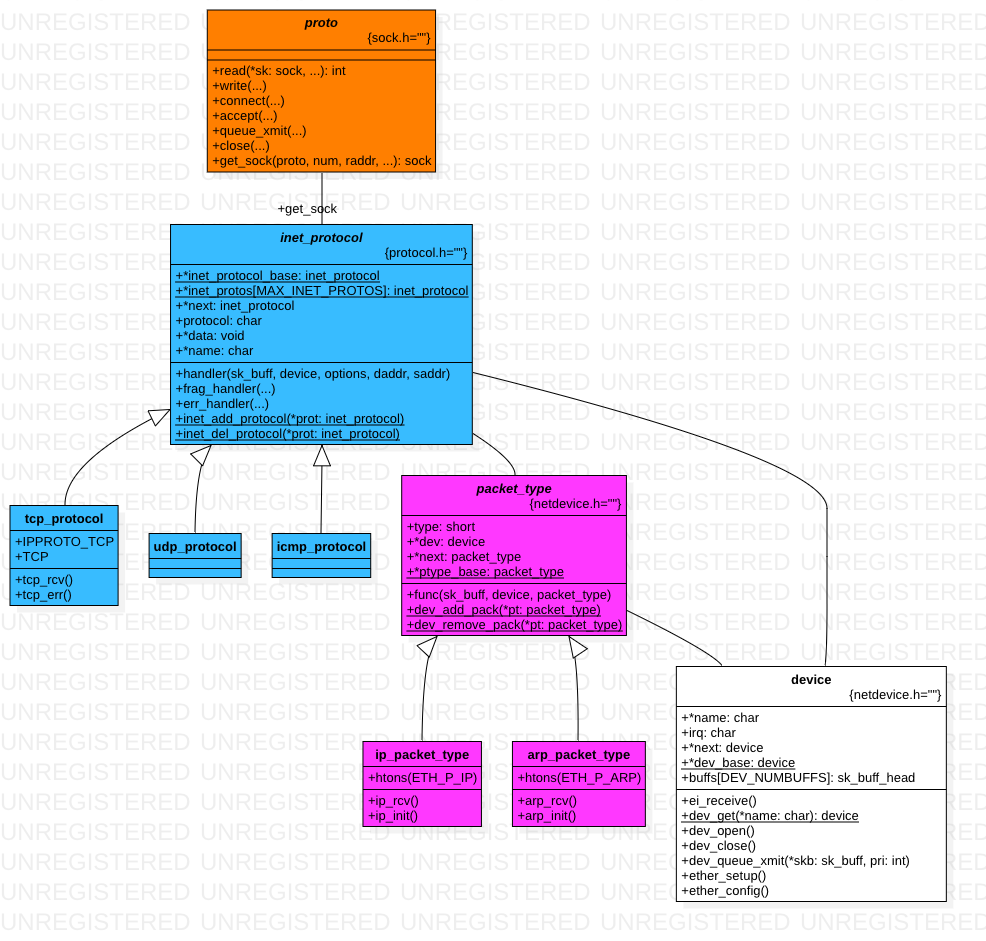 proto
{sock.h=""}
+read(*sk: sock, ...): int
+write(...)
+connect(...)
+accept(...)
+queue_xmit(...)
+close(...)
+get_sock(proto, num, raddr, ...): sock
+get_sock
inet_protocol
{protocol.h=""}
+*inet_protocol_base: inet_protocol
+*inet_protos[MAX_INET_PROTOS]: inet_protocol
+*next: inet_protocol
+protocol: char
+*data: void
+*name: char
+handler(sk_buff, device, options, daddr, saddr)
+frag_handler(...)
+err_handler(...)
+inet_add_protocol(*prot: inet_protocol)
+inet_del_protocol(*prot: inet_protocol)
tcp_protocol
+IPPROTO_TCP
+TCP
+tcp_rcv()
+tcp_err()
udp_protocol
icmp_protocol
packet_type
{netdevice.h=""}
+type: short
+*dev: device
+*next: packet_type
+*ptype_base: packet_type
+func(sk_buff, device, packet_type)
+dev_add_pack(*pt: packet_type)
+dev_remove_pack(*pt: packet_type)
ip_packet_type
+htons(ETH_P_IP)
+ip_rcv()
+ip_init()
arp_packet_type
+htons(ETH_P_ARP)
+arp_rcv()
+arp_init()
device
{netdevice.h=""}
+*name: char
+irq: char
+*next: device
+*dev_base: device
+buffs[DEV_NUMBUFFS]: sk_buff_head
+ei_receive()
+dev_get(*name: char): device
+dev_open()
+dev_close()
+dev_queue_xmit(*skb: sk_buff, pri: int)
+ether_setup()
+ether_config()
UNREGISTERED